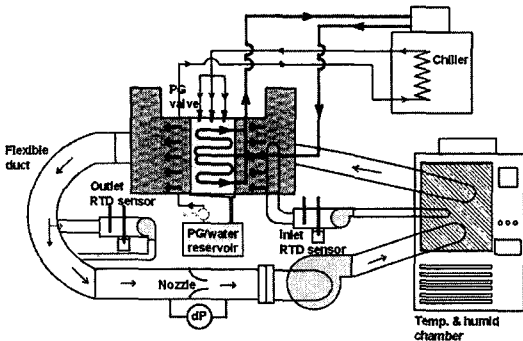 PG
valve
Chiller
Flexible
duct
Outlet
RTD sensor
PG/water
reservoir
Inlet
RTD sensor
Nozzle
dP
Temp. & humid
chamber